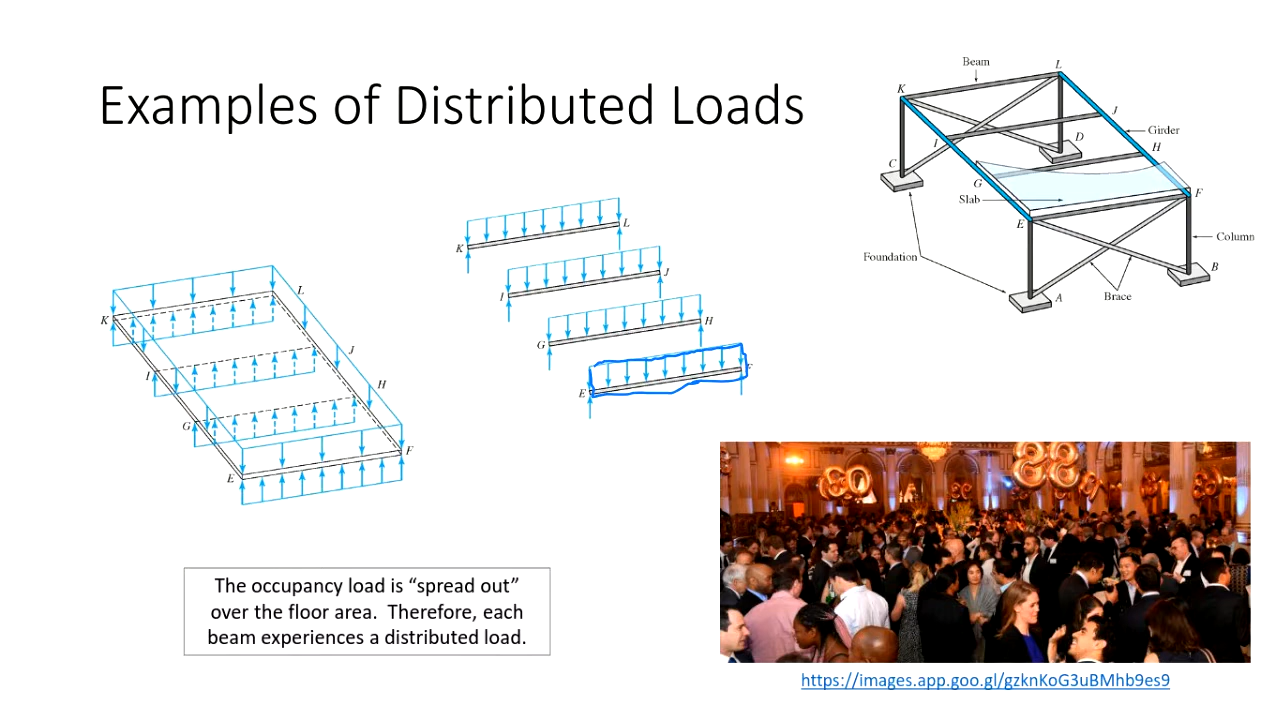 Examples of Distributed Loads
Beam
L
K
J
Girder
I
D
H
C
G
Slab
F
E
Column
Foundation
B
A
Brace
K
L
I
J
G
H
E
F
K
L
I
J
G
H
E
F
The occupancy load is “spread out”
over the floor area. Therefore, each
beam experiences a distributed load.
https://images.app.goo.gl/gzknKoG3uBMhb9es9